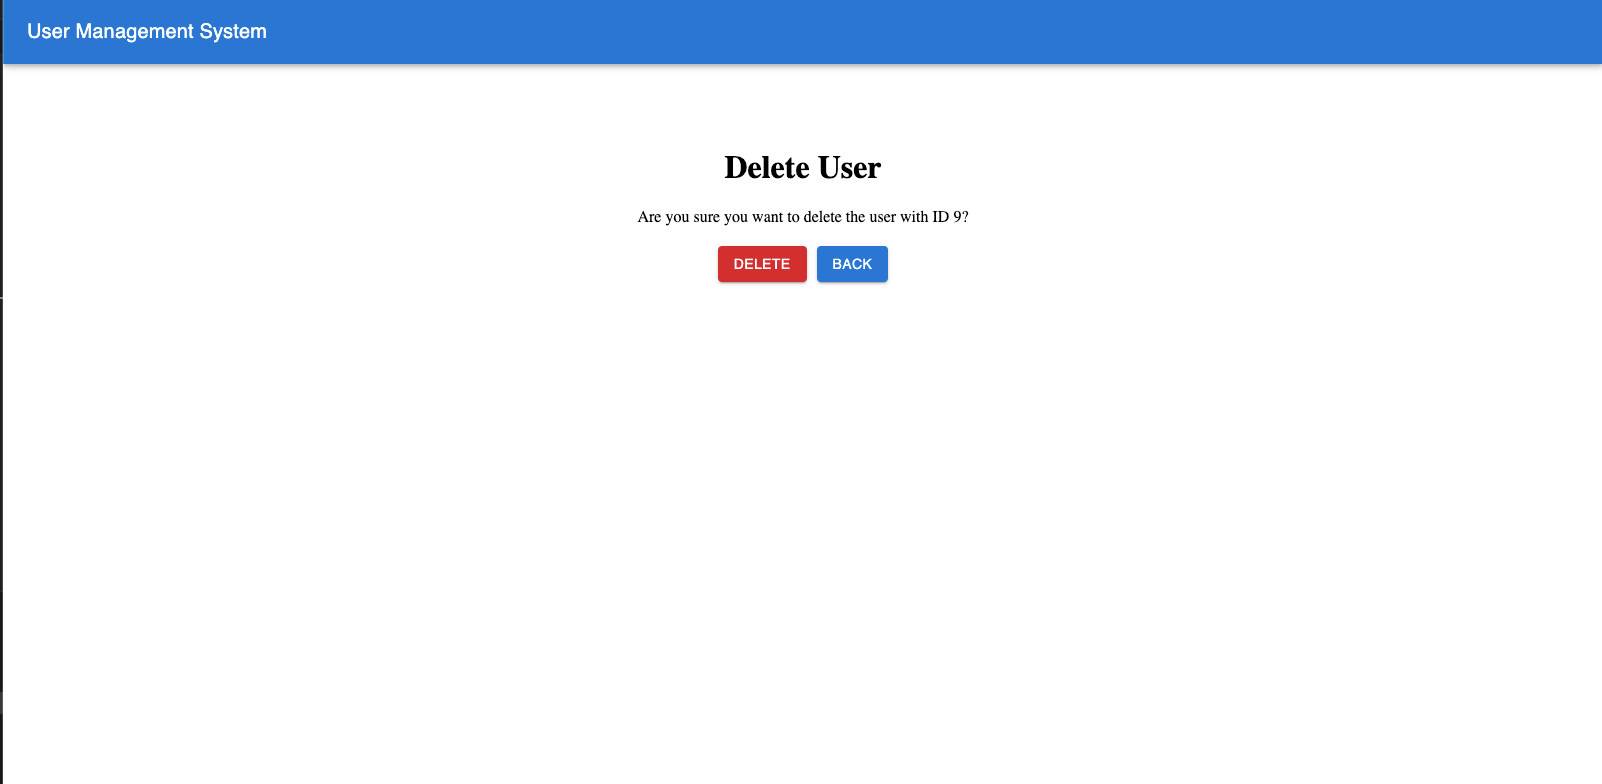 User Management System
Delete User
Are you sure you want to delete the user with ID 9?
DELETE BACK